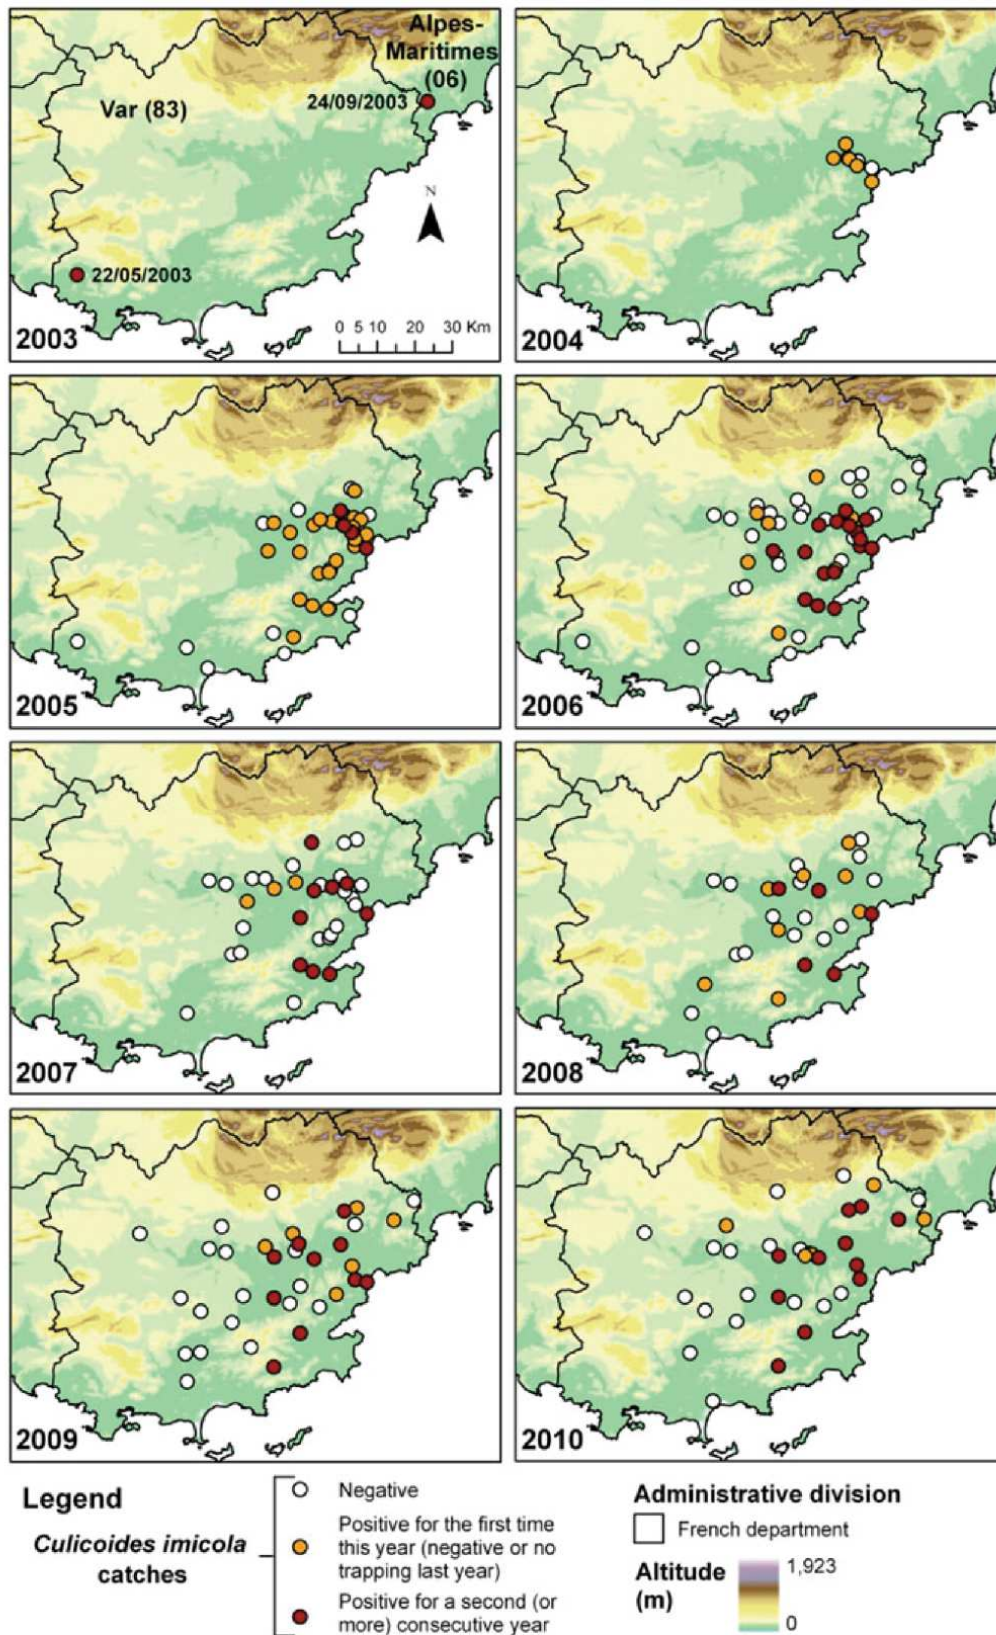 Alpes-
Maritimes
(06)
Var (83)
24/09/2003
N
22/05/2003
2003
0 5 10 20 30 Km
2004
2005
2006
2007
2008
2009
2010
Legend
Culicoides imicola
catches
Negative
Positive for the first time
this year (negative or no
trapping last year)
Positive for a second (or
more) consecutive year
Administrative division
French department
Altitude
(m)
1,923
0